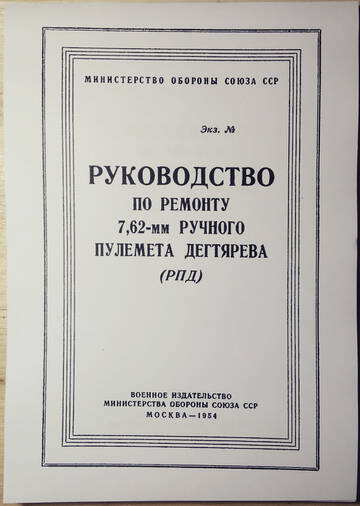 МИНИСТЕРСТВО ОБОРОНЫ СОЮЗА ССР
Экз. №
РУКОВОДСТВО
ПО РЕМОНТУ
7,62-мм РУЧНОГО
ПУЛЕМЕТА ДЕГТЯРЕВА
(РПД)
ВОЕННОЕ ИЗДАТЕЛЬСТВО
МИНИСТЕРСТВА ОБОРОНЫ СОЮЗА ССР
МОСКВА—1954